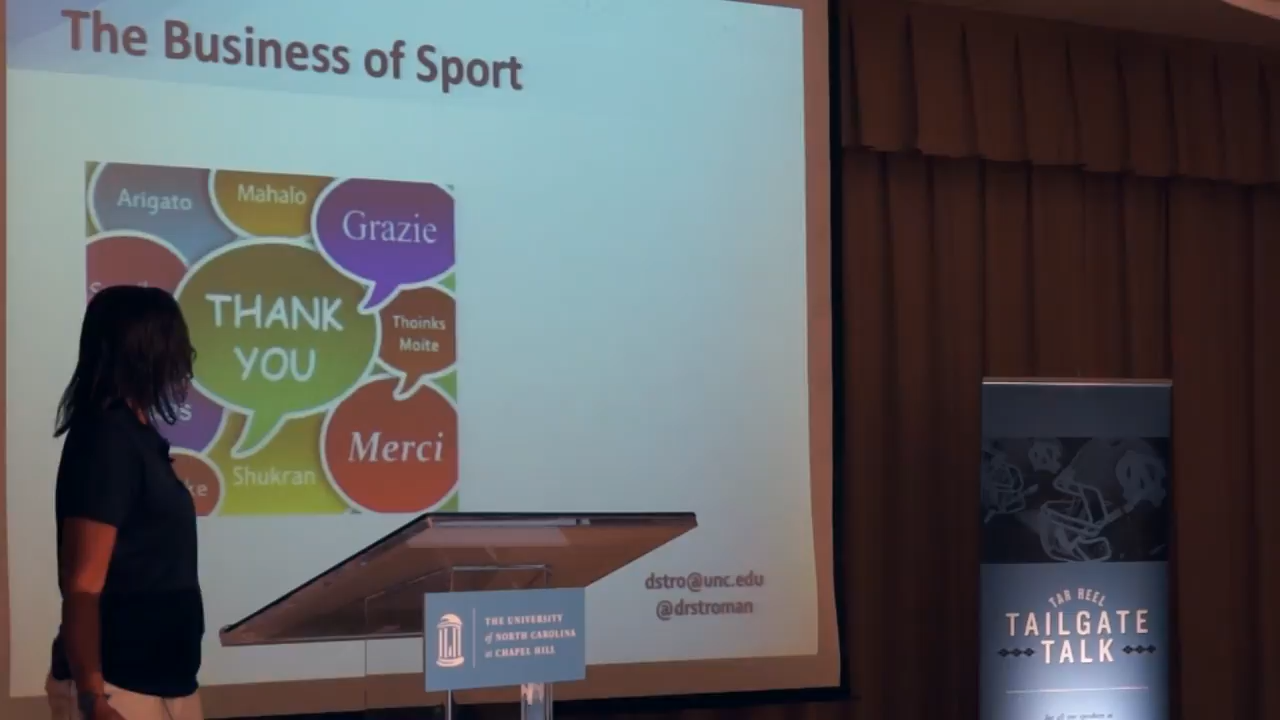 The Business of Sport
Arigato
Mahalo
Grazie
THANK
YOU
Thoinks
Moite
Merci
Shukran
dstro@unc.edu
@drstroman
THE UNIVERSITY
of NORTH CAROLINA
at CHAPEL HILL
TAR HEEL
TAILGATE
TALK